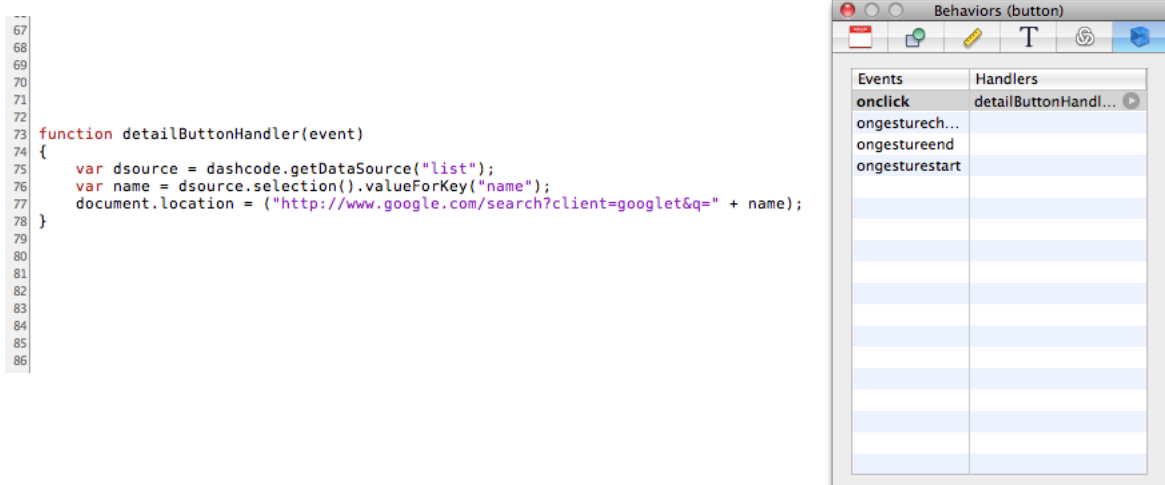 67
68
69
70
71
72
73 function detailButtonHandler(event)
74 {
75     var dsource = dashcode.getDataSource("list");
76     var name = dsource.selection().valueForKey("name");
77     document.location = ("http://www.google.com/search?client=googlet&q=" + name);
78 }
79
80
81
82
83
84
85
86
Behaviors (button)
T
Events Handlers
onclick detailButtonHandl...
ongesturech...
ongestureend
ongesturestart